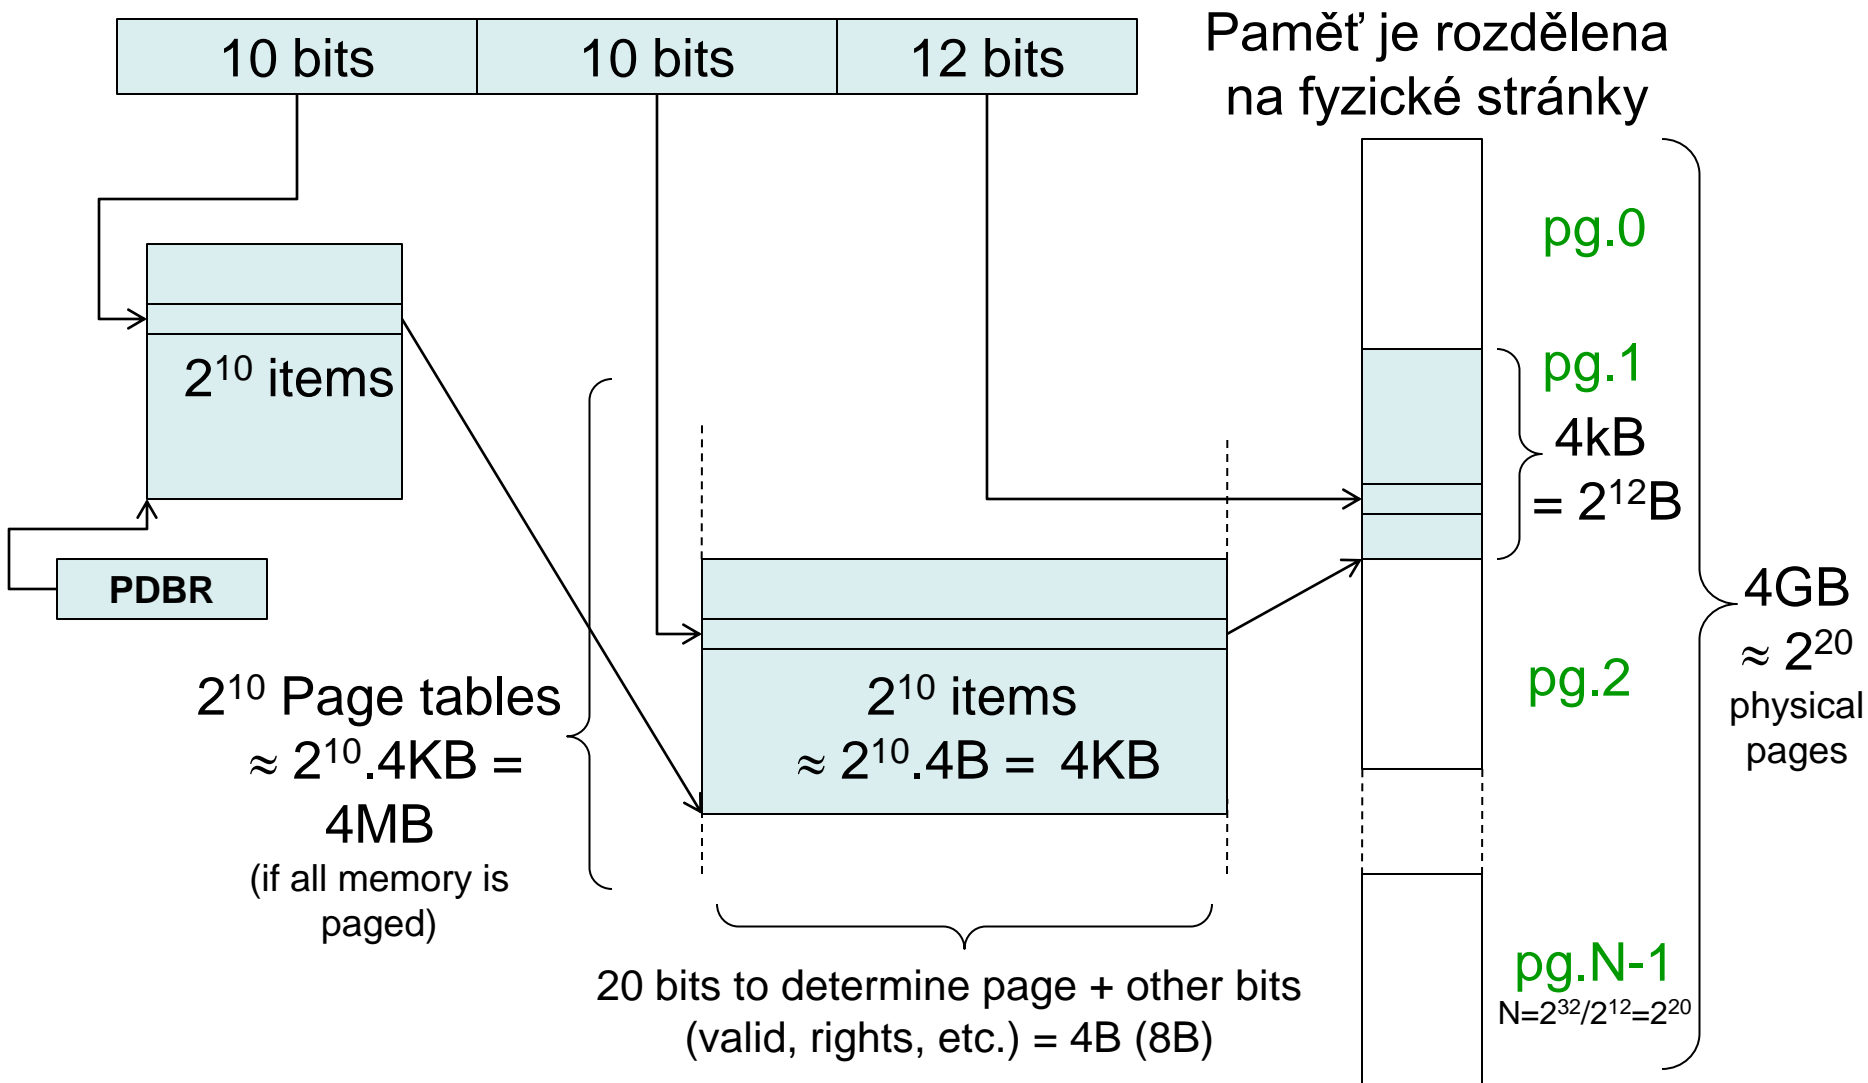 10 bits
10 bits
12 bits
Paměť je rozdělena
na fyzické stránky
pg.0
2¹⁰ items
pg.1
4kB
= 2¹²B
PDBR
4GB
≈ 2²⁰
physical
pages
2¹⁰ Page tables
≈ 2¹⁰.4KB =
4MB
(if all memory is
paged)
2¹⁰ items
≈ 2¹⁰.4B = 4KB
pg.2
20 bits to determine page + other bits
(valid, rights, etc.) = 4B (8B)
pg.N-1
N=2³²/2¹²=2²⁰